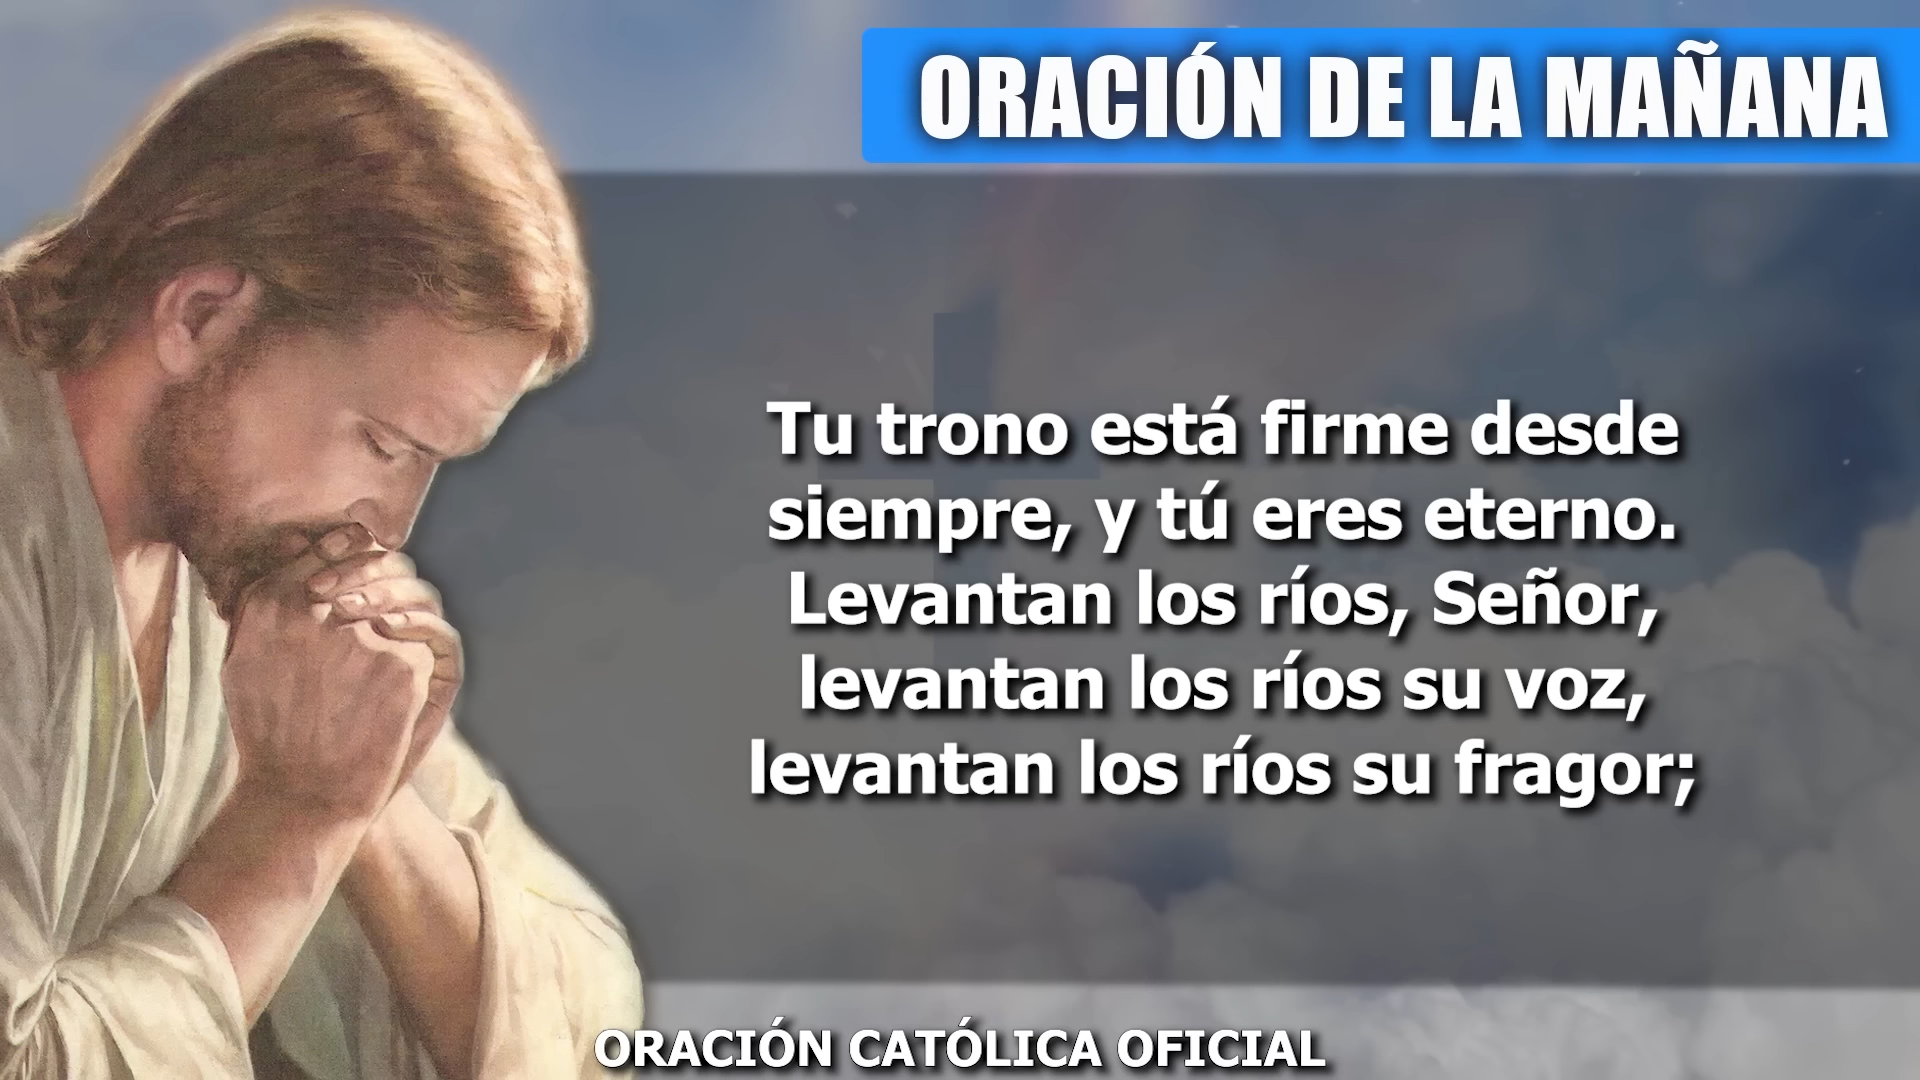 ORACIÓN DE LA MAÑANA
Tu trono está firme desde
siempre, y tú eres eterno.
Levantan los ríos, Señor,
levantan los ríos su voz,
levantan los ríos su fragor;
ORACIÓN CATÓLICA OFICIAL